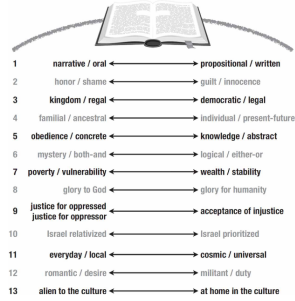 1 narrative / oral propositional / written
2 honor / shame guilt / innocence
3 kingdom / regal democratic / legal
4 familial / ancestral individual / present-future
5 obedience / concrete knowledge / abstract
6 mystery / both-and logical / either-or
7 poverty / vulnerability wealth / stability
8 glory to God glory for humanity
9 justice for oppressed
justice for oppressor acceptance of injustice
10 Israel relativized Israel prioritized
11 everyday / local cosmic / universal
12 romantic / desire militant / duty
13 alien to the culture at home in the culture